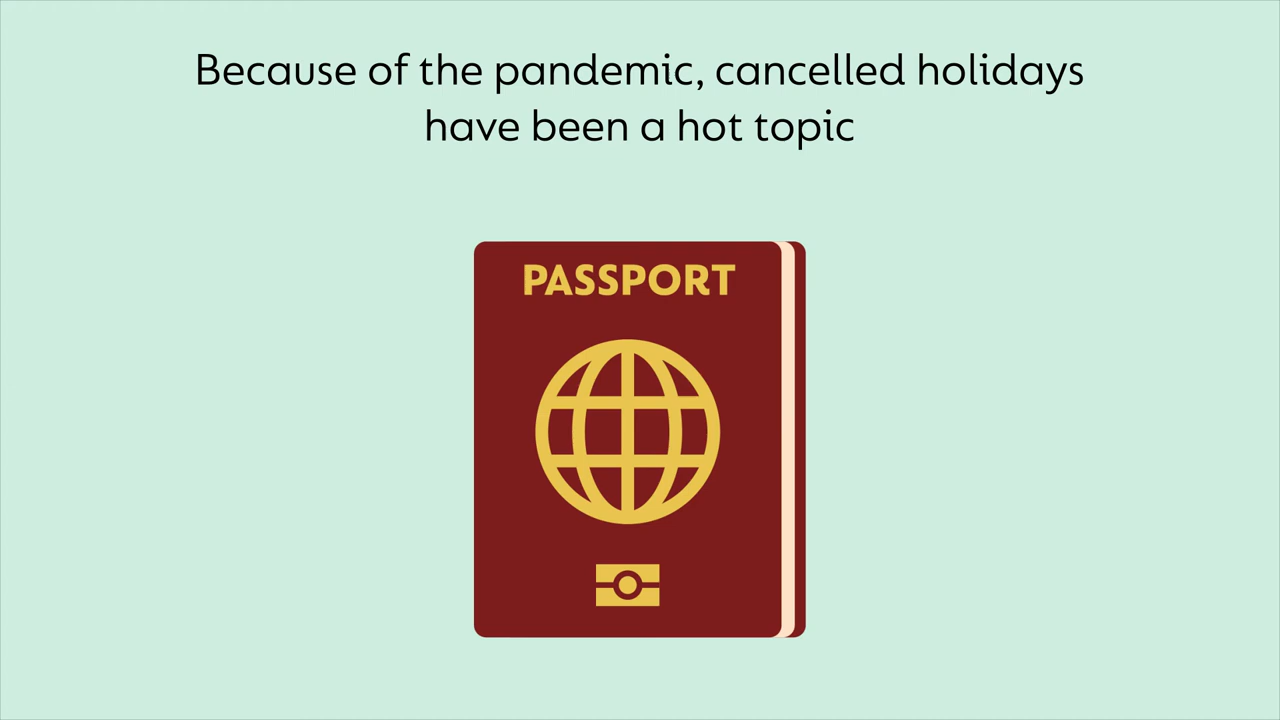 Because of the pandemic, cancelled holidays
have been a hot topic
PASSPORT